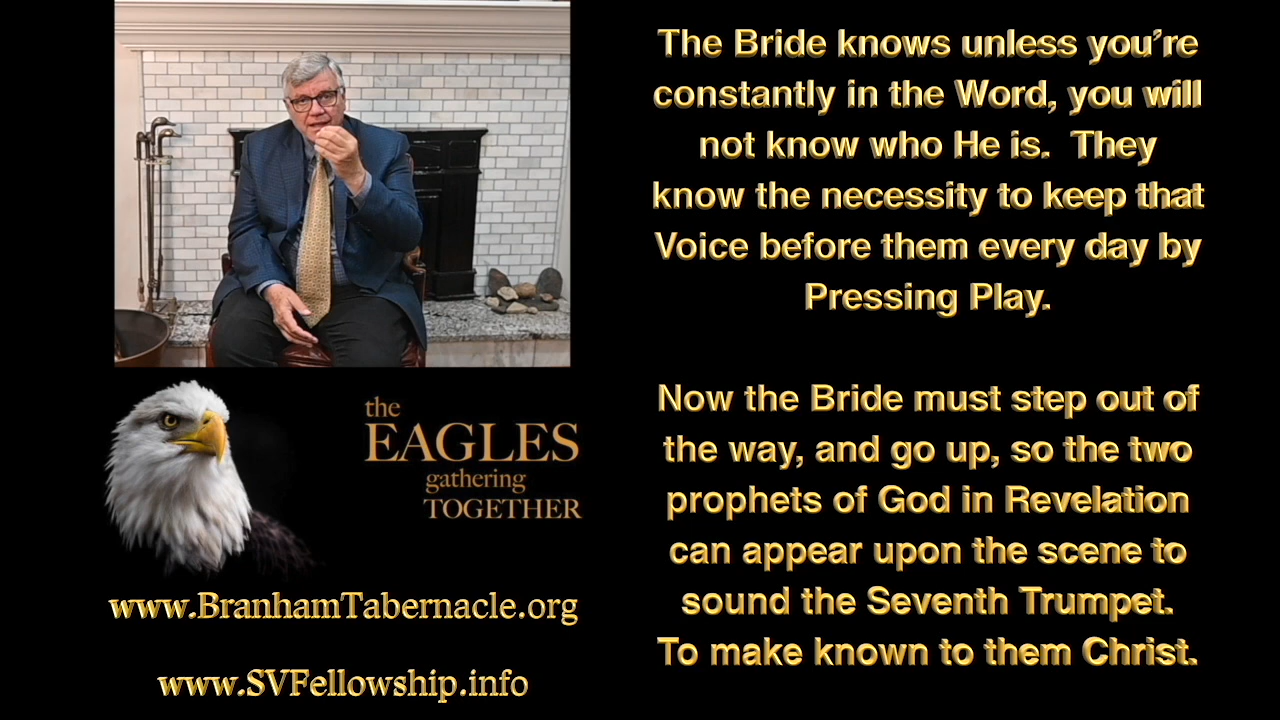 The Bride knows unless you’re
constantly in the Word, you will
not know who He is.  They
know the necessity to keep that
Voice before them every day by
Pressing Play.
Now the Bride must step out of
the way, and go up, so the two
prophets of God in Revelation
can appear upon the scene to
sound the Seventh Trumpet.
To make known to them Christ.
the
EAGLES
gathering
TOGETHER
www.BranhamTabernacle.org
www.SVFellowship.info